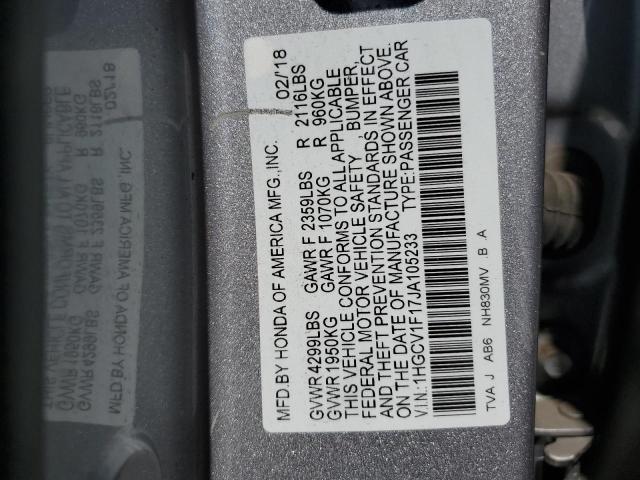 MFD.BY HONDA OF AMERICA MFG.,INC. 02/18
GVWR 4299LBS GAWR F 2359LBS R 2116LBS
GVWR 1950KG GAWR F 1070KG R 960KG
THIS VEHICLE CONFORMS TO ALL APPLICABLE
FEDERAL MOTOR VEHICLE SAFETY , BUMPER,
AND THEFT PREVENTION STANDARDS IN EFFECT
ON THE DATE OF MANUFACTURE SHOWN ABOVE.
V.I.N.:1HGCV1F17JA105233 TYPE:PASSENGER CAR
TVA J AB6 NH830MV .B .A